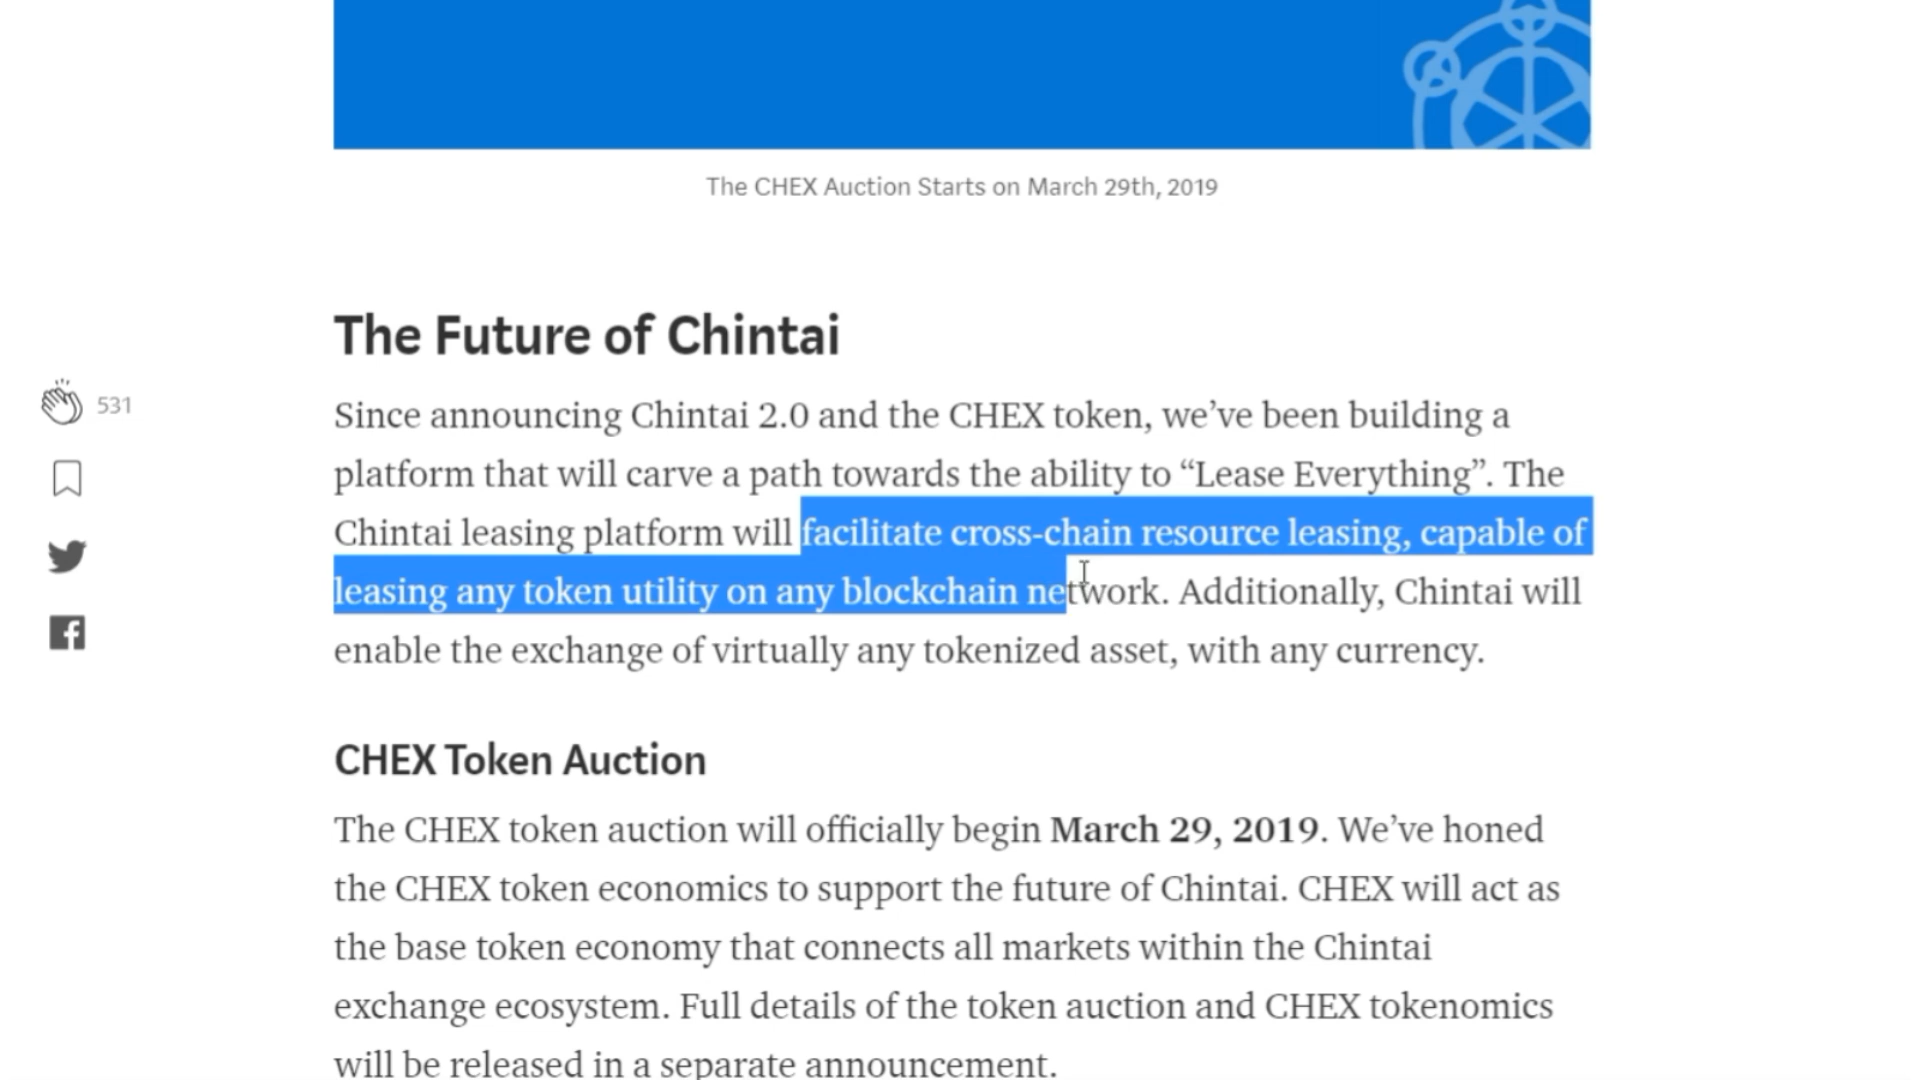 The CHEX Auction Starts on March 29th, 2019
The Future of Chintai
Since announcing Chintai 2.0 and the CHEX token, we’ve been building a
platform that will carve a path towards the ability to “Lease Everything”. The
Chintai leasing platform will facilitate cross-chain resource leasing, capable of
leasing any token utility on any blockchain network. Additionally, Chintai will
enable the exchange of virtually any tokenized asset, with any currency.
531
CHEX Token Auction
The CHEX token auction will officially begin March 29, 2019. We’ve honed
the CHEX token economics to support the future of Chintai. CHEX will act as
the base token economy that connects all markets within the Chintai
exchange ecosystem. Full details of the token auction and CHEX tokenomics
will be released in a separate announcement.